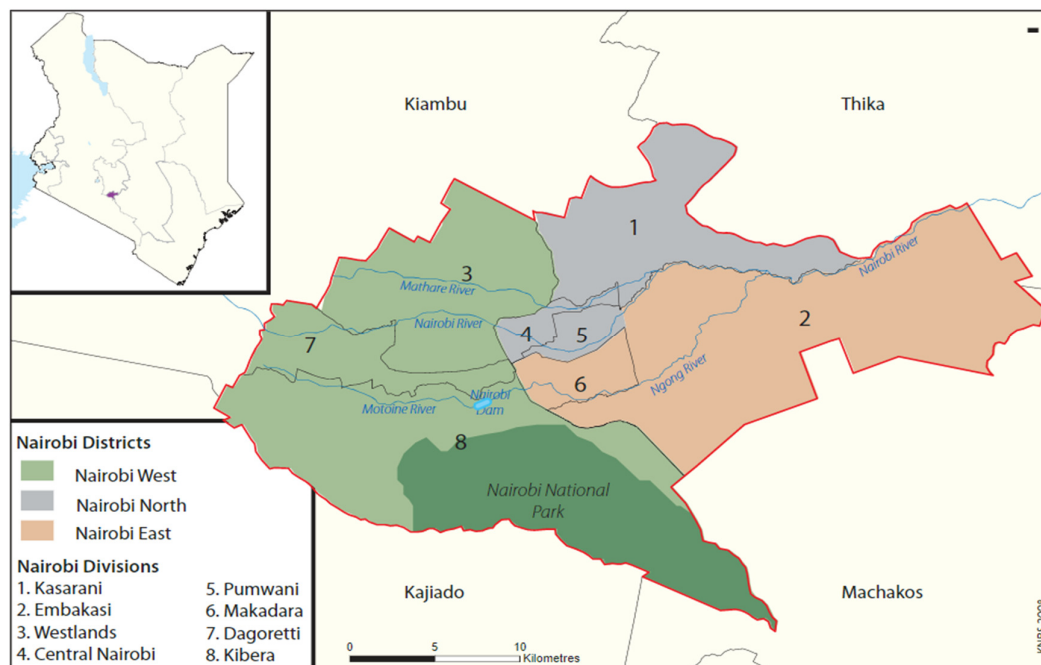 Kiambu
Thika
1
3
Mathare River
Nairobi River
2
Nairobi River
4
5
7
Ngong River
6
Nairobi
Dam
Motoine River
8
Nairobi National
Park
Nairobi Districts
Nairobi West
Nairobi North
Nairobi East
Nairobi Divisions
1. Kasarani
2. Embakasi
3. Westlands
4. Central Nairobi
5. Pumwani
6. Makadara
7. Dagoretti
8. Kibera
Kajiado
Machakos
0 5 10
Kilometres